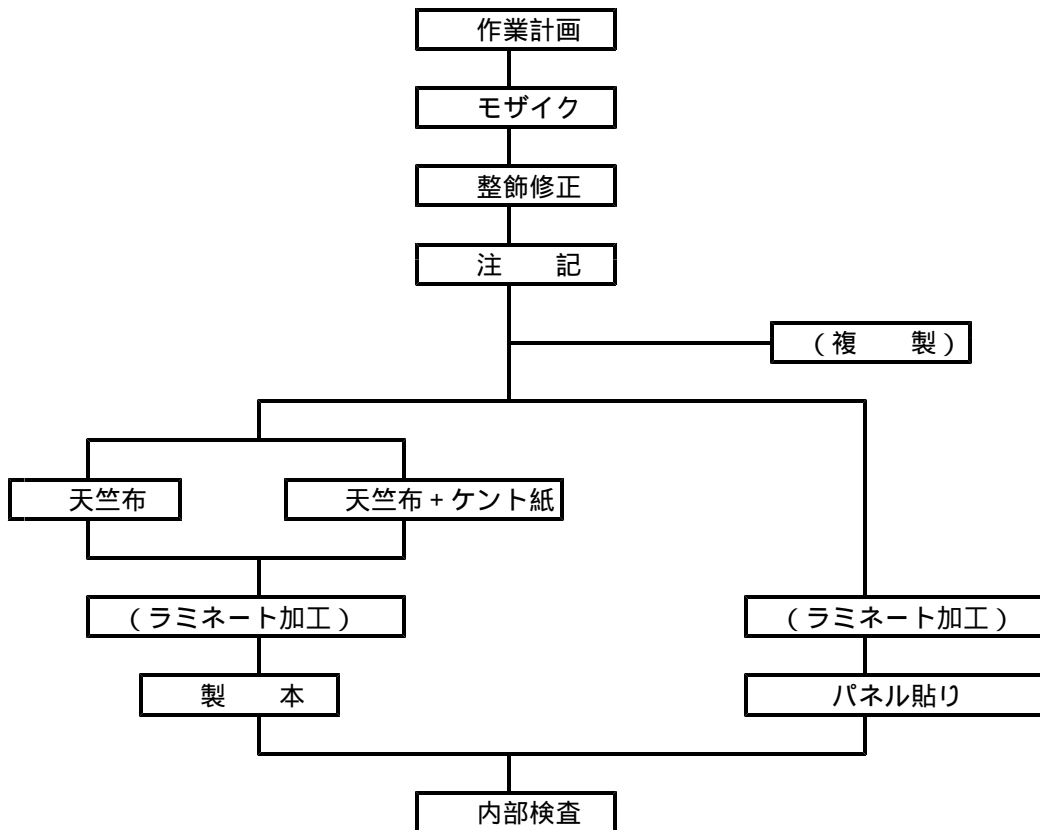 作業計画
モザイク
整飾修正
注　　記
（複　　製）
天竺布
天竺布＋ケント紙
（ラミネート加工）
（ラミネート加工）
製　　本
パネル貼り
内部検査